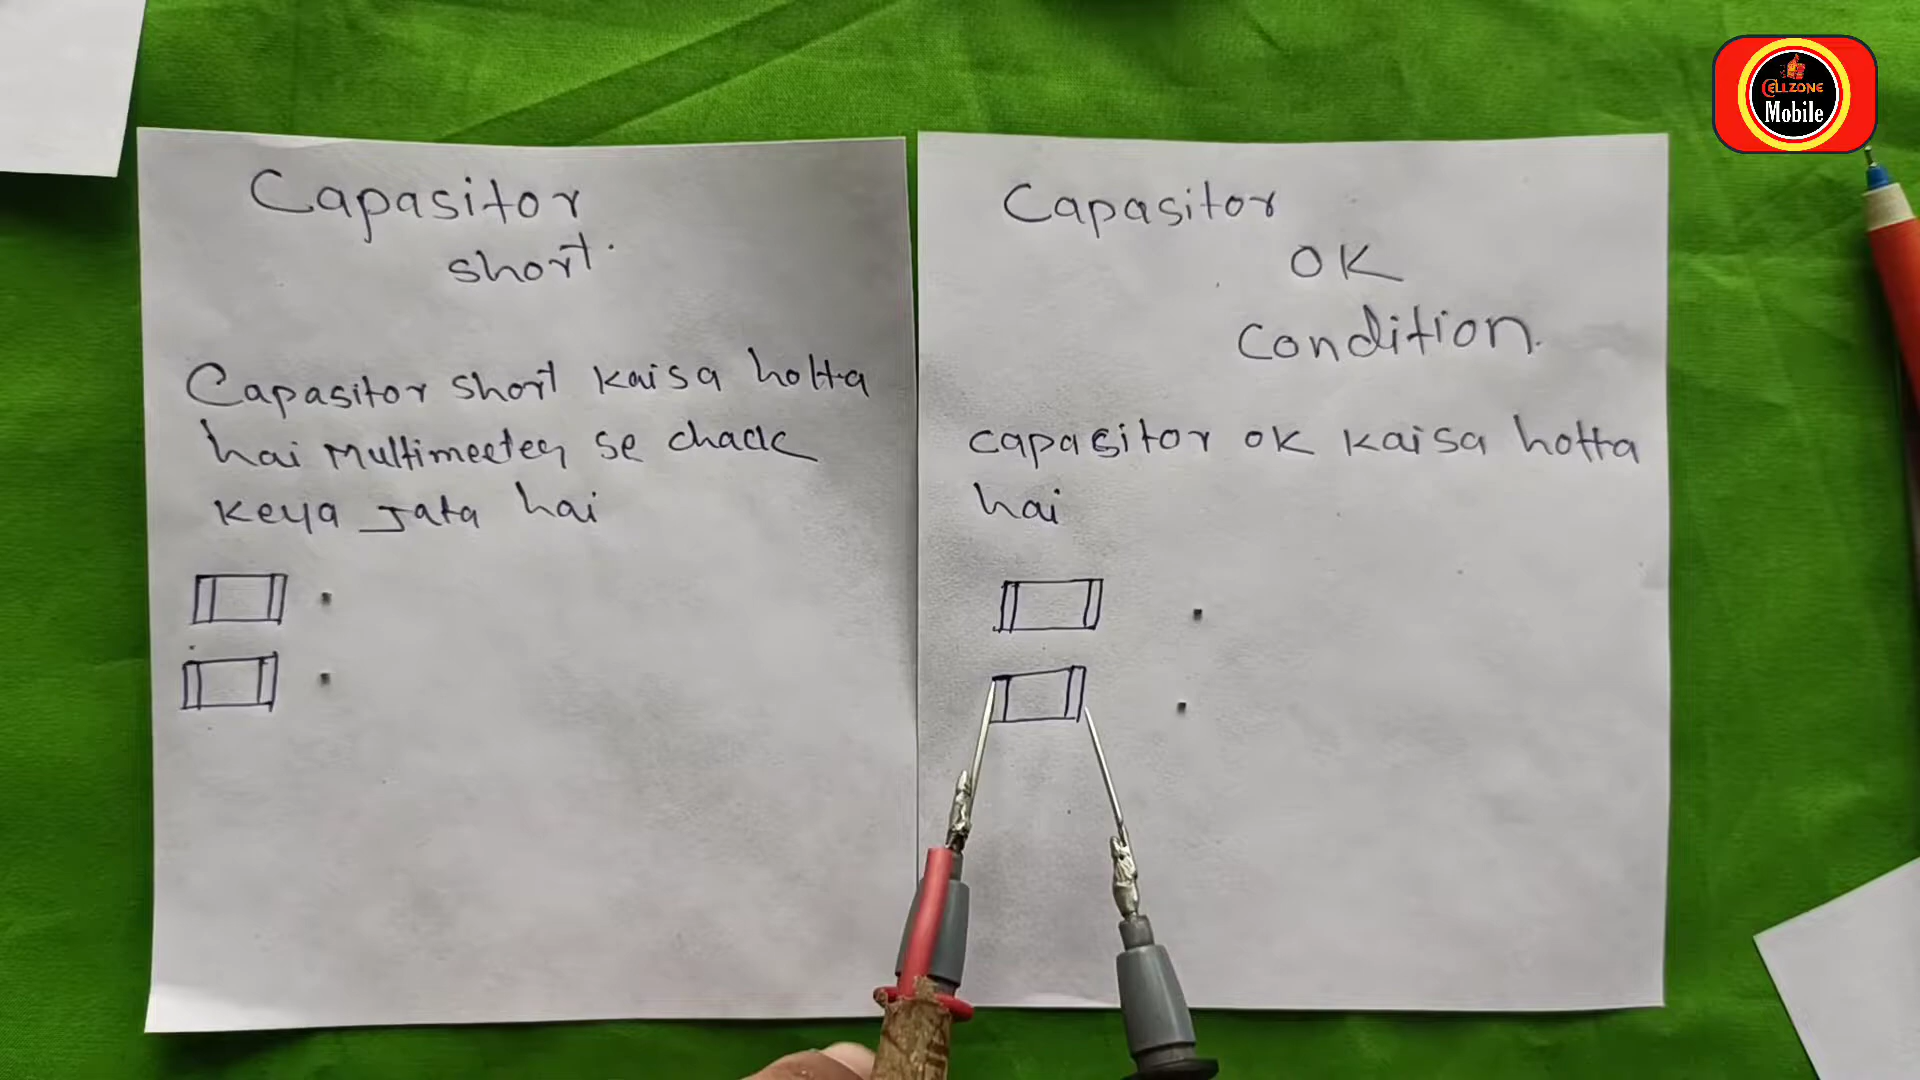 Capasitor
short.
Capasitor short kaisa hotta
hai Multimeeter se chack
keya Jata hai
Capasitor
OK
Condition.
capasitor ok kaisa hotta
hai
CELLZONE
Mobile